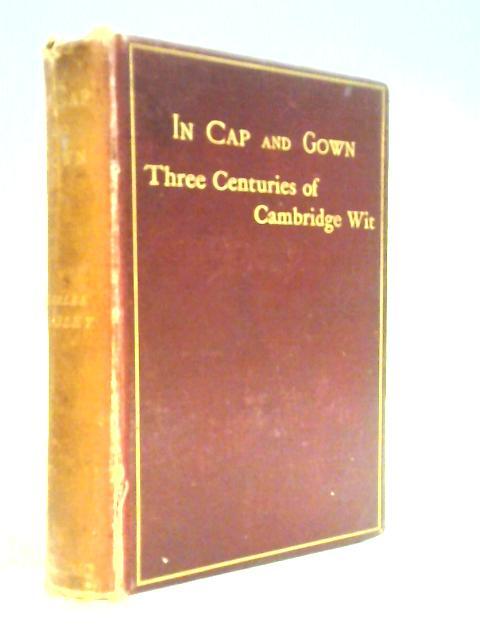 In Cap and Gown
Three Centuries of
Cambridge Wit